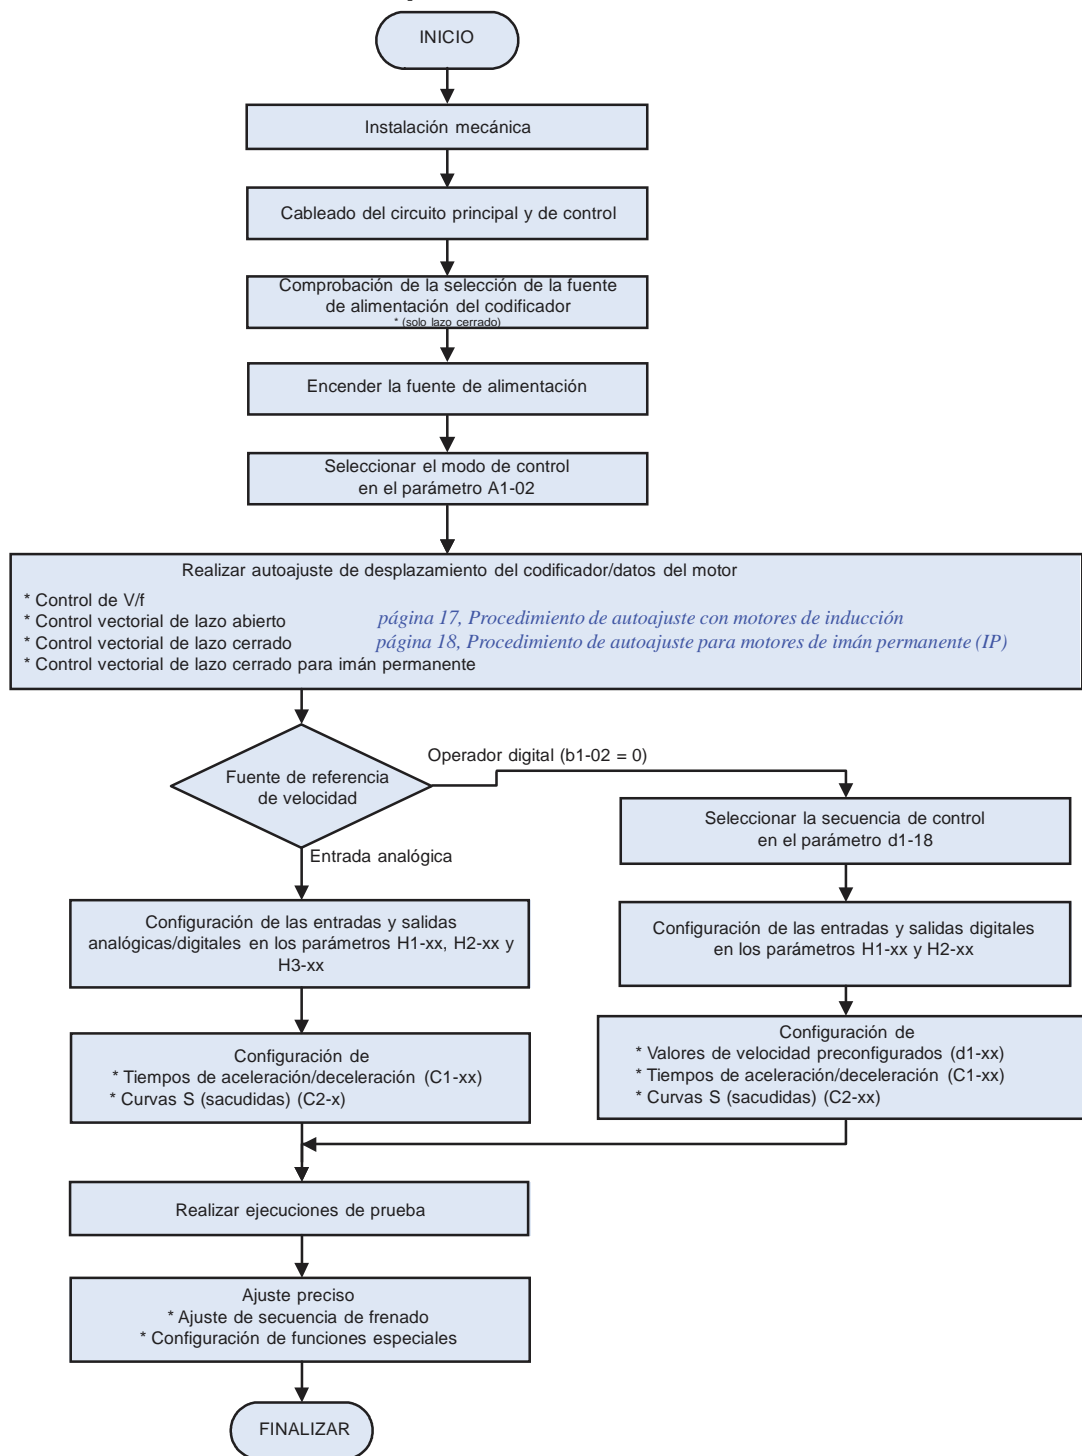 INICIO
Instalación mecánica
Cableado del circuito principal y de control
Comprobación de la selección de la fuente
de alimentación del codificador
* (solo lazo cerrado)
Encender la fuente de alimentación
Seleccionar el modo de control
en el parámetro A1-02
Realizar autoajuste de desplazamiento del codificador/datos del motor
* Control de V/f
* Control vectorial de lazo abierto
página 17, Procedimiento de autoajuste con motores de inducción
* Control vectorial de lazo cerrado
página 18, Procedimiento de autoajuste para motores de imán permanente (IP)
* Control vectorial de lazo cerrado para imán permanente
Fuente de referencia
de velocidad
Operador digital (b1-02 = 0)
Entrada analógica
Seleccionar la secuencia de control
en el parámetro d1-18
Configuración de las entradas y salidas
analógicas/digitales en los parámetros H1-xx, H2-xx y
H3-xx
Configuración de las entradas y salidas digitales
en los parámetros H1-xx y H2-xx
Configuración de
* Tiempos de aceleración/deceleración (C1-xx)
* Curvas S (sacudidas) (C2-x)
Configuración de
* Valores de velocidad preconfigurados (d1-xx)
* Tiempos de aceleración/deceleración (C1-xx)
* Curvas S (sacudidas) (C2-xx)
Realizar ejecuciones de prueba
Ajuste preciso
* Ajuste de secuencia de frenado
* Configuración de funciones especiales
FINALIZAR